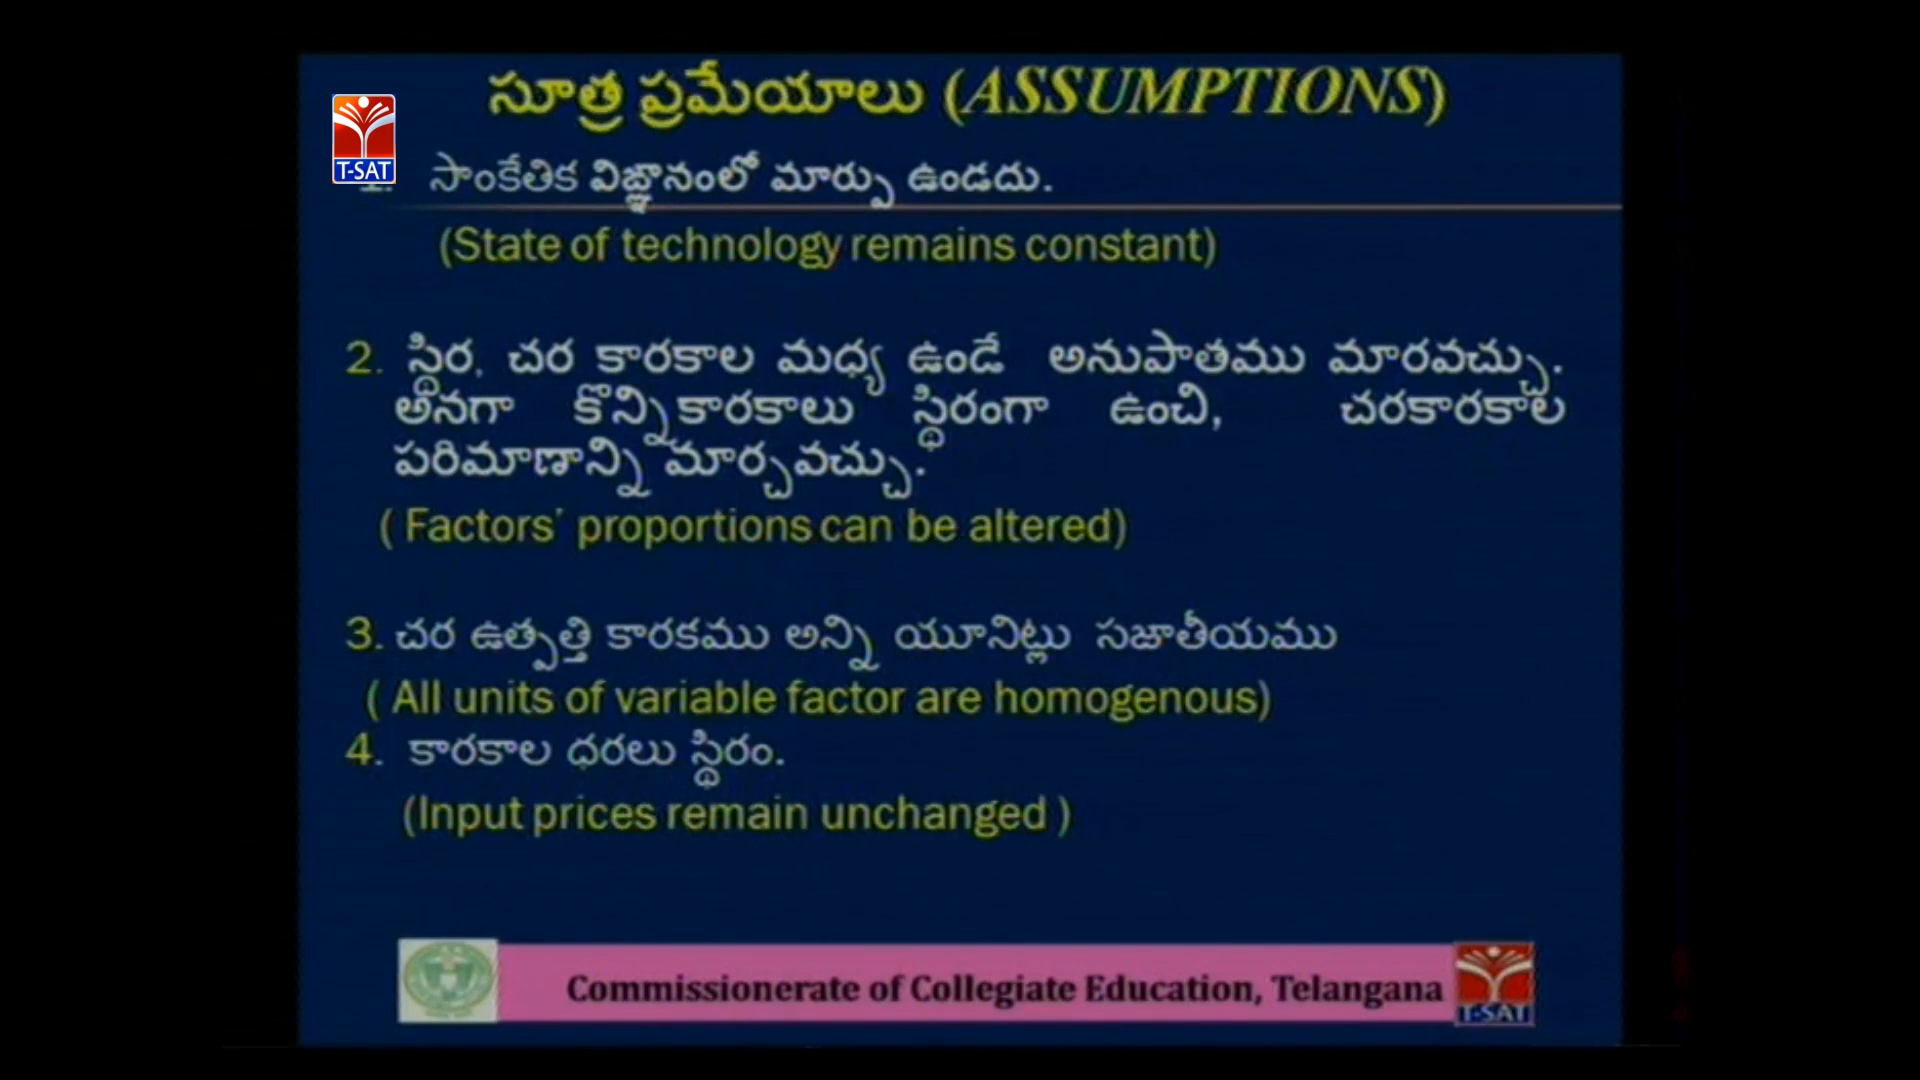 సూత్ర ప్రమేయాలు (ASSUMPTIONS)
T-SAT
1. సాంకేతిక విజ్ఞానంలో మార్పు ఉండదు.
(State of technology remains constant)
2. స్థిర, చర కారకాల మధ్య ఉండే అనుపాతము మారవచ్చు.
అనగా కొన్ని కారకాలు స్థిరంగా ఉంచి, చరకారకాల
పరిమాణాన్ని మార్చవచ్చు.
( Factors' proportions can be altered)
3. చర ఉత్పత్తి కారకము అన్ని యూనిట్లు సజాతీయము
( All units of variable factor are homogenous)
4. కారకాల ధరలు స్థిరం.
(Input prices remain unchanged )
Commissionerate of Collegiate Education, Telangana
T-SAT